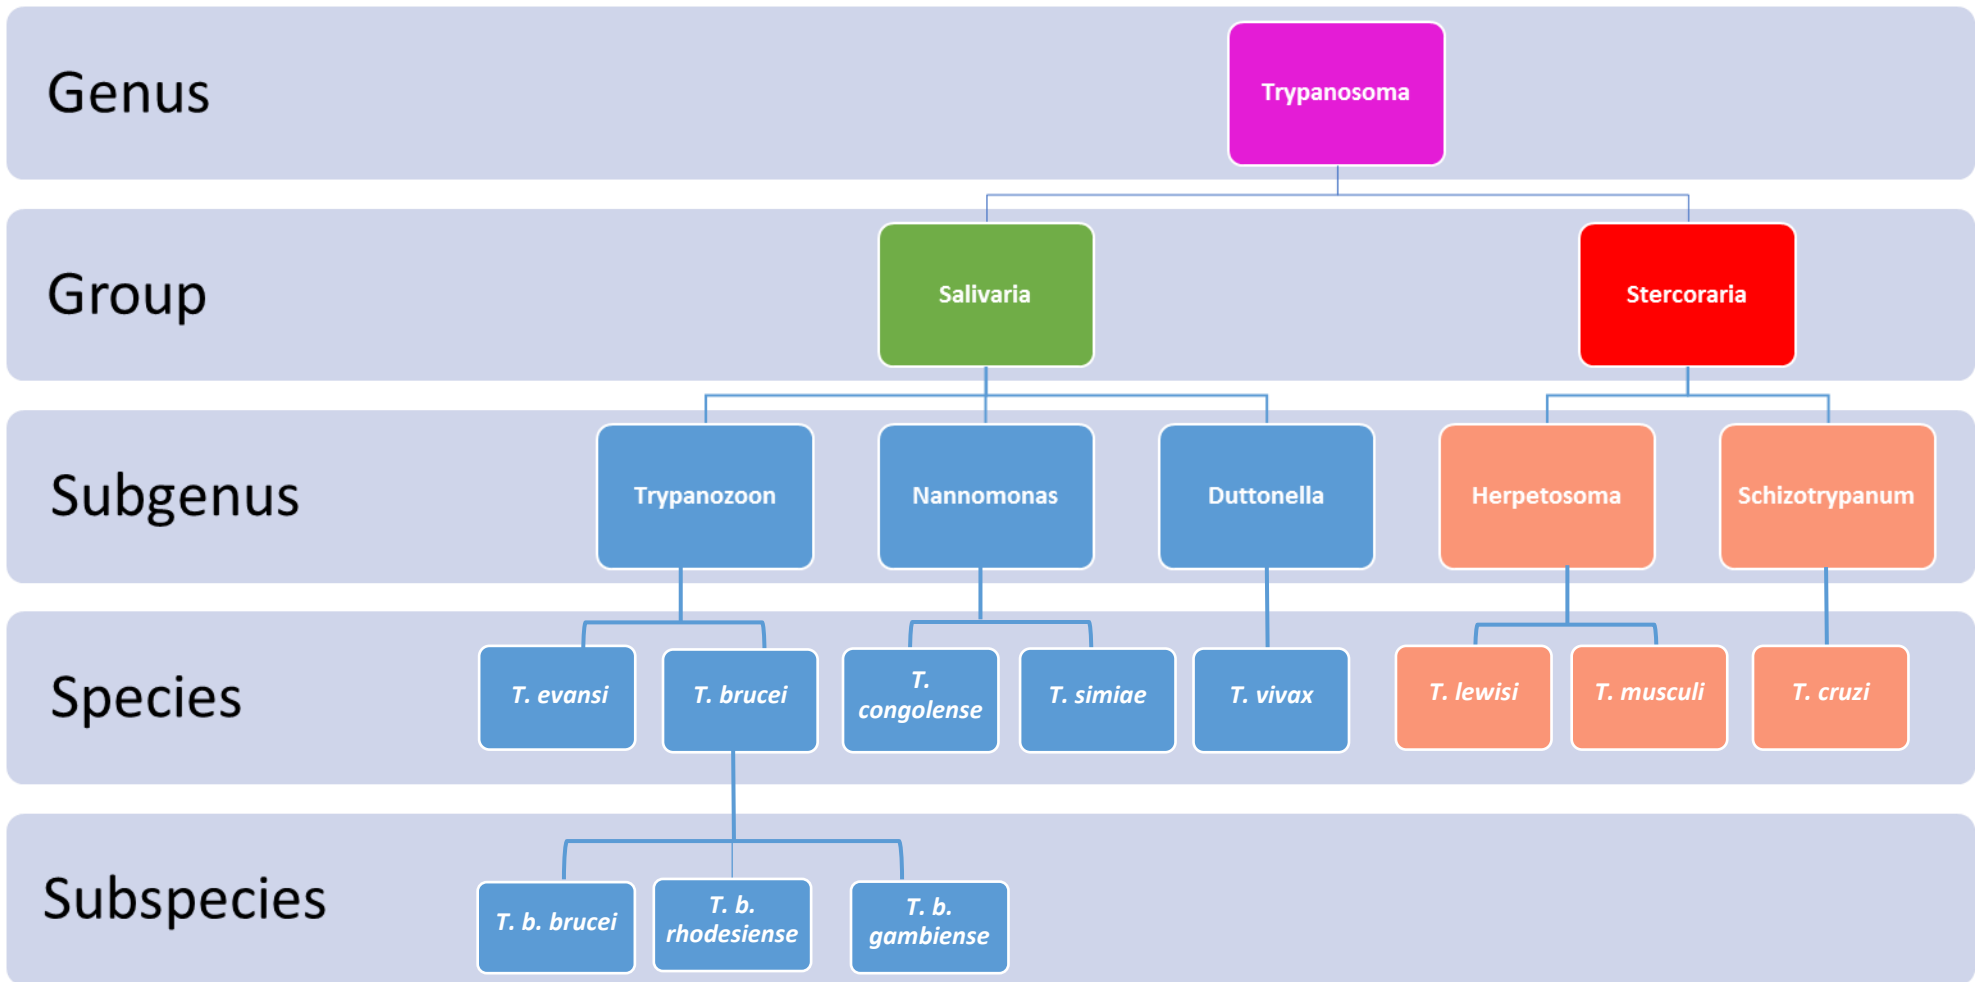 Genus
Trypanosoma
Group
Salivaria
Stercoraria
Subgenus
Trypanozoon
Nannomonas
Duttonella
Herpetosoma
Schizotrypanum
Species
T. evansi
T. brucei
T.
congolense
T. simiae
T. vivax
T. lewisi
T. musculi
T. cruzi
Subspecies
T. b. brucei
T. b.
rhodesiense
T. b.
gambiense